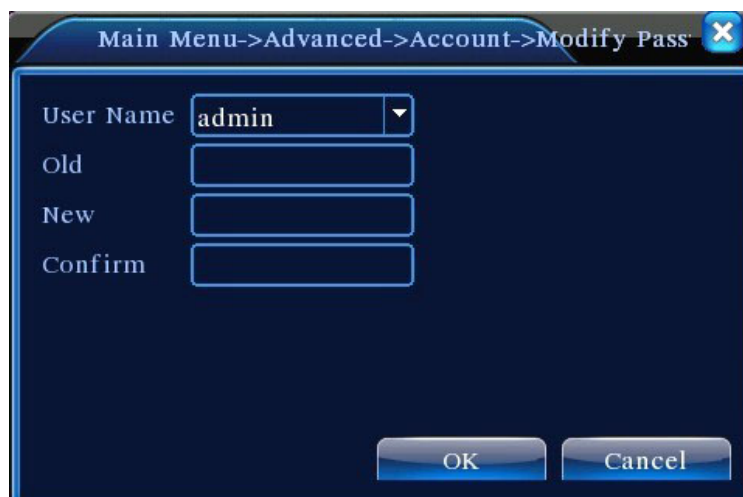 Main Menu->Advanced->Account->Modify Pass
User Name admin
Old
New
Confirm
OK Cancel